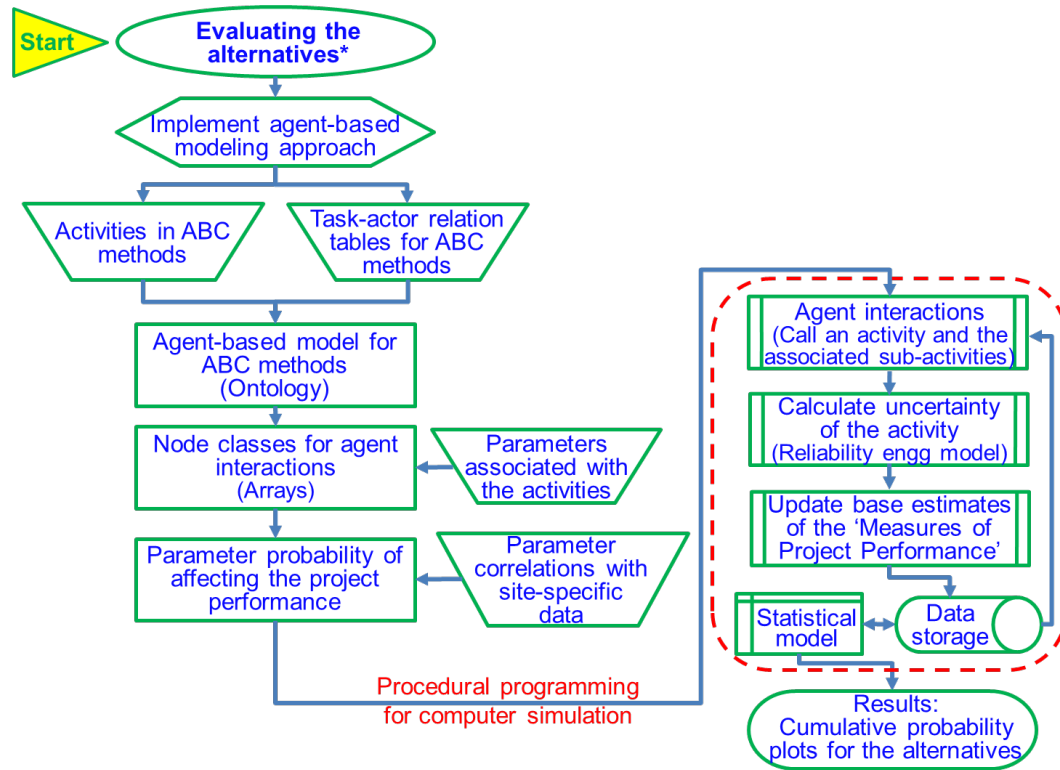 Start
Evaluating the
alternatives*
Implement agent-based
modeling approach
Activities in ABC
methods
Task-actor relation
tables for ABC
methods
Agent-based model for
ABC methods
(Ontology)
Node classes for agent
interactions
(Arrays)
Parameters
associated with
the activities
Parameter probability of
affecting the project
performance
Parameter
correlations with
site-specific
data
Procedural programming
for computer simulation
Agent interactions
(Call an activity and the
associated sub-activities)
Calculate uncertainty
of the activity
(Reliability engg model)
Update base estimates
of the ‘Measures of
Project Performance’
Statistical
model
Data
storage
Results:
Cumulative probability
plots for the alternatives